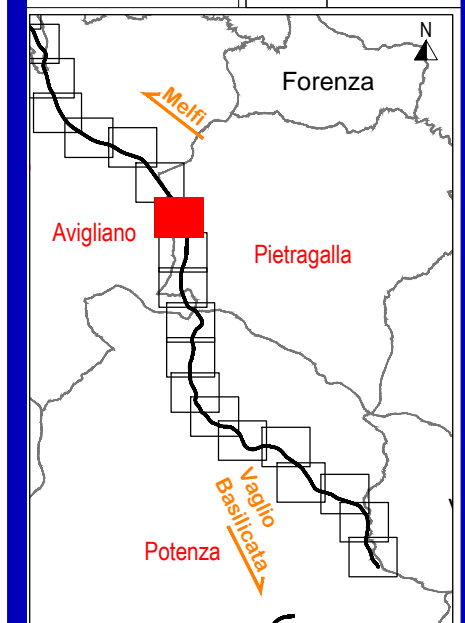 N
Forenza
Melfi
Avigliano
Pietragalla
Vaglio
Basilicata
Potenza